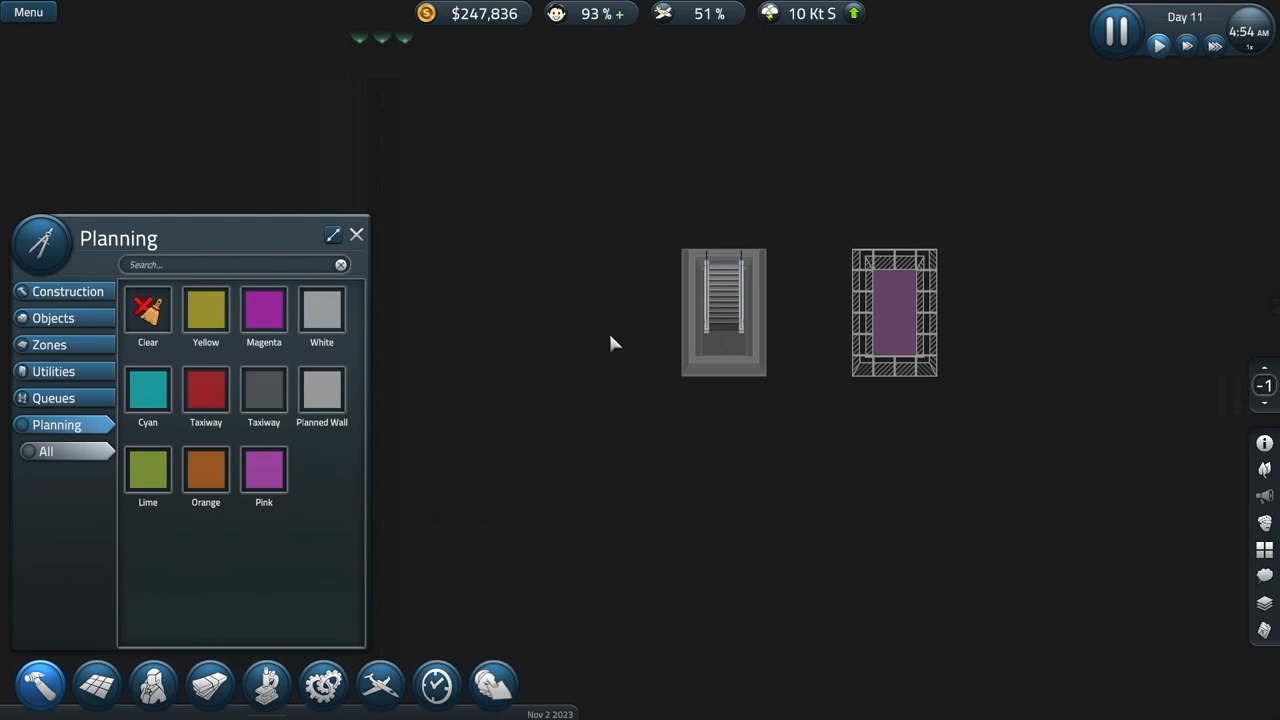 Menu
$247,836
93 % +
51 %
10 Kt S
Day 11
4:54 AM
1x
Planning
Search...
Construction
Objects
Zones
Utilities
Queues
Planning
All
Clear
Yellow
Magenta
White
Cyan
Taxiway
Taxiway
Planned Wall
Lime
Orange
Pink
-1
Nov 2 2023